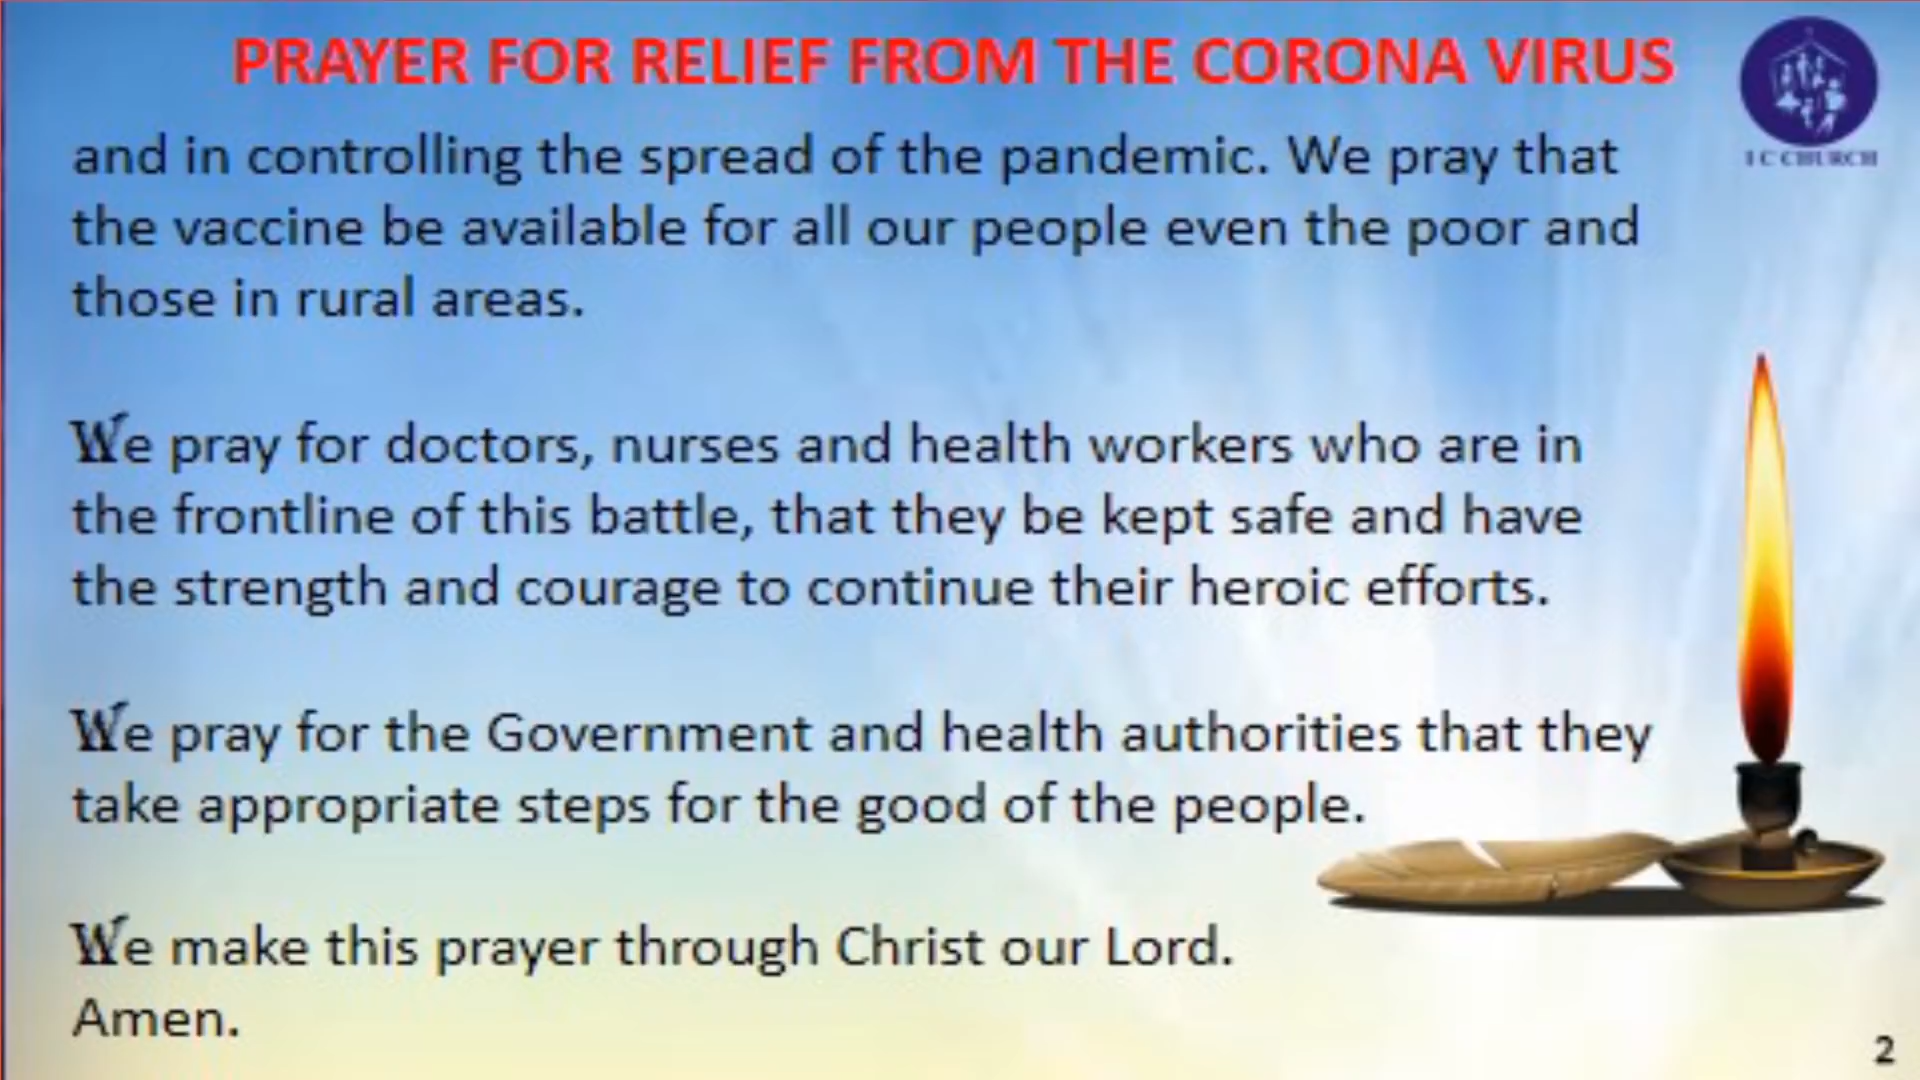 PRAYER FOR RELIEF FROM THE CORONA VIRUS
I C CHURCH
and in controlling the spread of the pandemic. We pray that
the vaccine be available for all our people even the poor and
those in rural areas.
We pray for doctors, nurses and health workers who are in
the frontline of this battle, that they be kept safe and have
the strength and courage to continue their heroic efforts.
We pray for the Government and health authorities that they
take appropriate steps for the good of the people.
We make this prayer through Christ our Lord.
Amen.
2